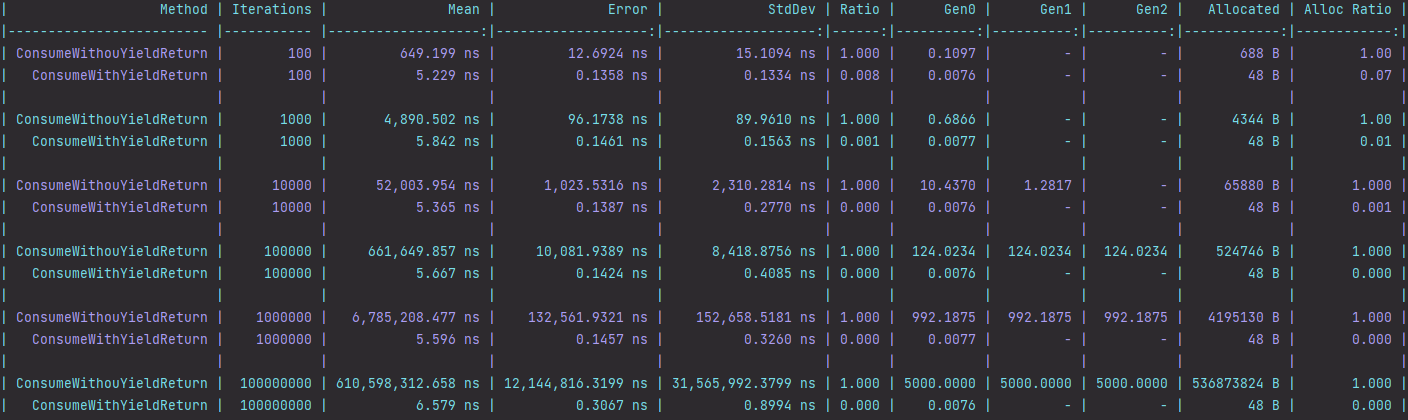 | Method | Iterations | Mean | Error | StdDev | Ratio | Gen0 | Gen1 | Gen2 | Allocated | Alloc Ratio |
|------------------------- |----------- |-------------------:|------------------:|------------------:|------:|----------:|----------:|----------:|------------:|------------:|
| ConsumeWithouYieldReturn | 100 | 649.199 ns | 12.6924 ns | 15.1094 ns | 1.000 | 0.1097 | - | - | 688 B | 1.00 |
| ConsumeWithYieldReturn | 100 | 5.229 ns | 0.1358 ns | 0.1334 ns | 0.008 | 0.0076 | - | - | 48 B | 0.07 |
| | | | | | | | | | | |
| ConsumeWithouYieldReturn | 1000 | 4,890.502 ns | 96.1738 ns | 89.9610 ns | 1.000 | 0.6866 | - | - | 4344 B | 1.00 |
| ConsumeWithYieldReturn | 1000 | 5.842 ns | 0.1461 ns | 0.1563 ns | 0.001 | 0.0077 | - | - | 48 B | 0.01 |
| | | | | | | | | | | |
| ConsumeWithouYieldReturn | 10000 | 52,003.954 ns | 1,023.5316 ns | 2,310.2814 ns | 1.000 | 10.4370 | 1.2817 | - | 65880 B | 1.000 |
| ConsumeWithYieldReturn | 10000 | 5.365 ns | 0.1387 ns | 0.2770 ns | 0.000 | 0.0076 | - | - | 48 B | 0.001 |
| | | | | | | | | | | |
| ConsumeWithouYieldReturn | 100000 | 661,649.857 ns | 10,081.9389 ns | 8,418.8756 ns | 1.000 | 124.0234 | 124.0234 | 124.0234 | 524746 B | 1.000 |
| ConsumeWithYieldReturn | 100000 | 5.667 ns | 0.1424 ns | 0.4085 ns | 0.000 | 0.0076 | - | - | 48 B | 0.000 |
| | | | | | | | | | | |
| ConsumeWithouYieldReturn | 1000000 | 6,785,208.477 ns | 132,561.9321 ns | 152,658.5181 ns | 1.000 | 992.1875 | 992.1875 | 992.1875 | 4195130 B | 1.000 |
| ConsumeWithYieldReturn | 1000000 | 5.596 ns | 0.1457 ns | 0.3260 ns | 0.000 | 0.0077 | - | - | 48 B | 0.000 |
| | | | | | | | | | | |
| ConsumeWithouYieldReturn | 100000000 | 610,598,312.658 ns | 12,144,816.3199 ns | 31,565,992.3799 ns | 1.000 | 5000.0000 | 5000.0000 | 5000.0000 | 536873824 B | 1.000 |
| ConsumeWithYieldReturn | 100000000 | 6.579 ns | 0.3067 ns | 0.8994 ns | 0.000 | 0.0076 | - | - | 48 B | 0.000 |